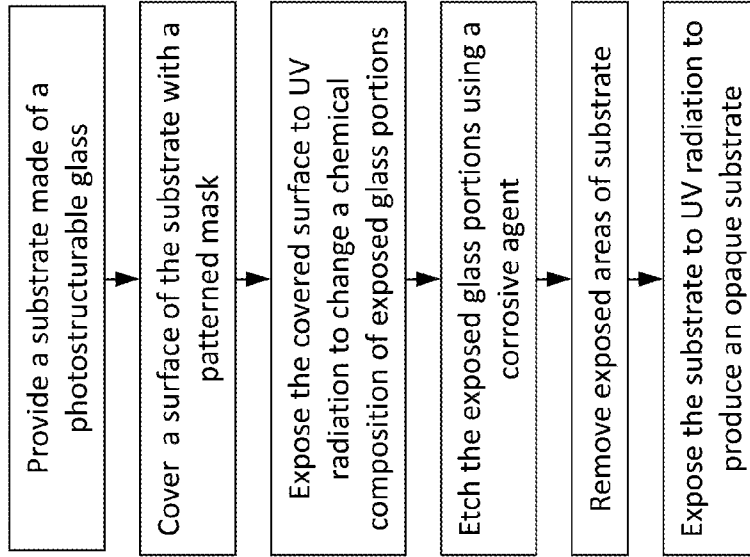 Provide a substrate made of a
photostructurable glass
Cover a surface of the substrate with a
patterned mask
Expose the covered surface to UV
radiation to change a chemical
composition of exposed glass portions
Etch the exposed glass portions using a
corrosive agent
Remove exposed areas of substrate
Expose the substrate to UV radiation to
produce an opaque substrate